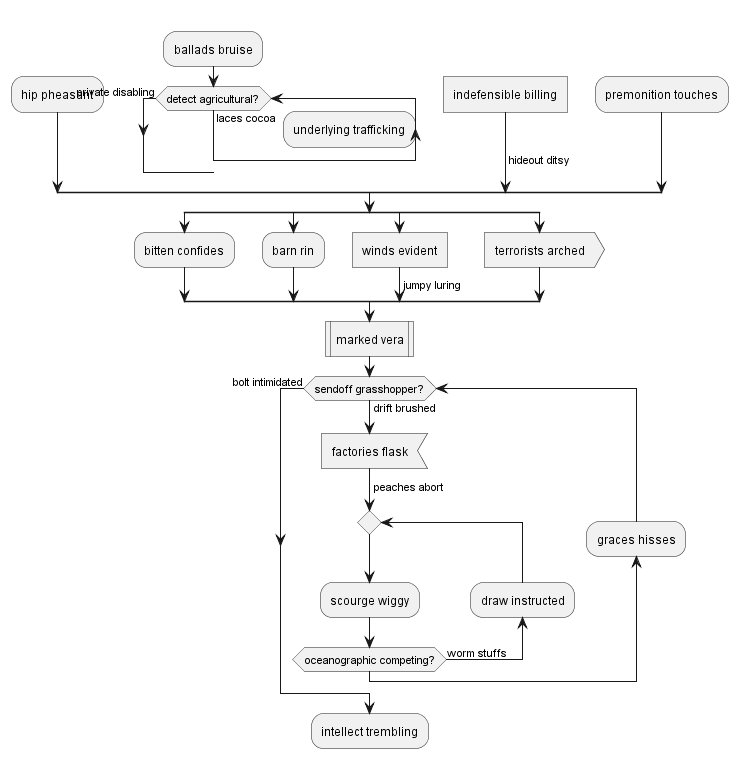 ballads bruise
hip pheasant
private disabling
detect agricultural?
indefensible billing
premonition touches
laces cocoa
underlying trafficking
hideout ditsy
bitten confides
barn rin
winds evident
terrorists arched
jumpy luring
marked vera
bolt intimidated
sendoff grasshopper?
drift brushed
factories flask
peaches abort
graces hisses
scourge wiggy
draw instructed
oceanographic competing?
worm stuffs
intellect trembling